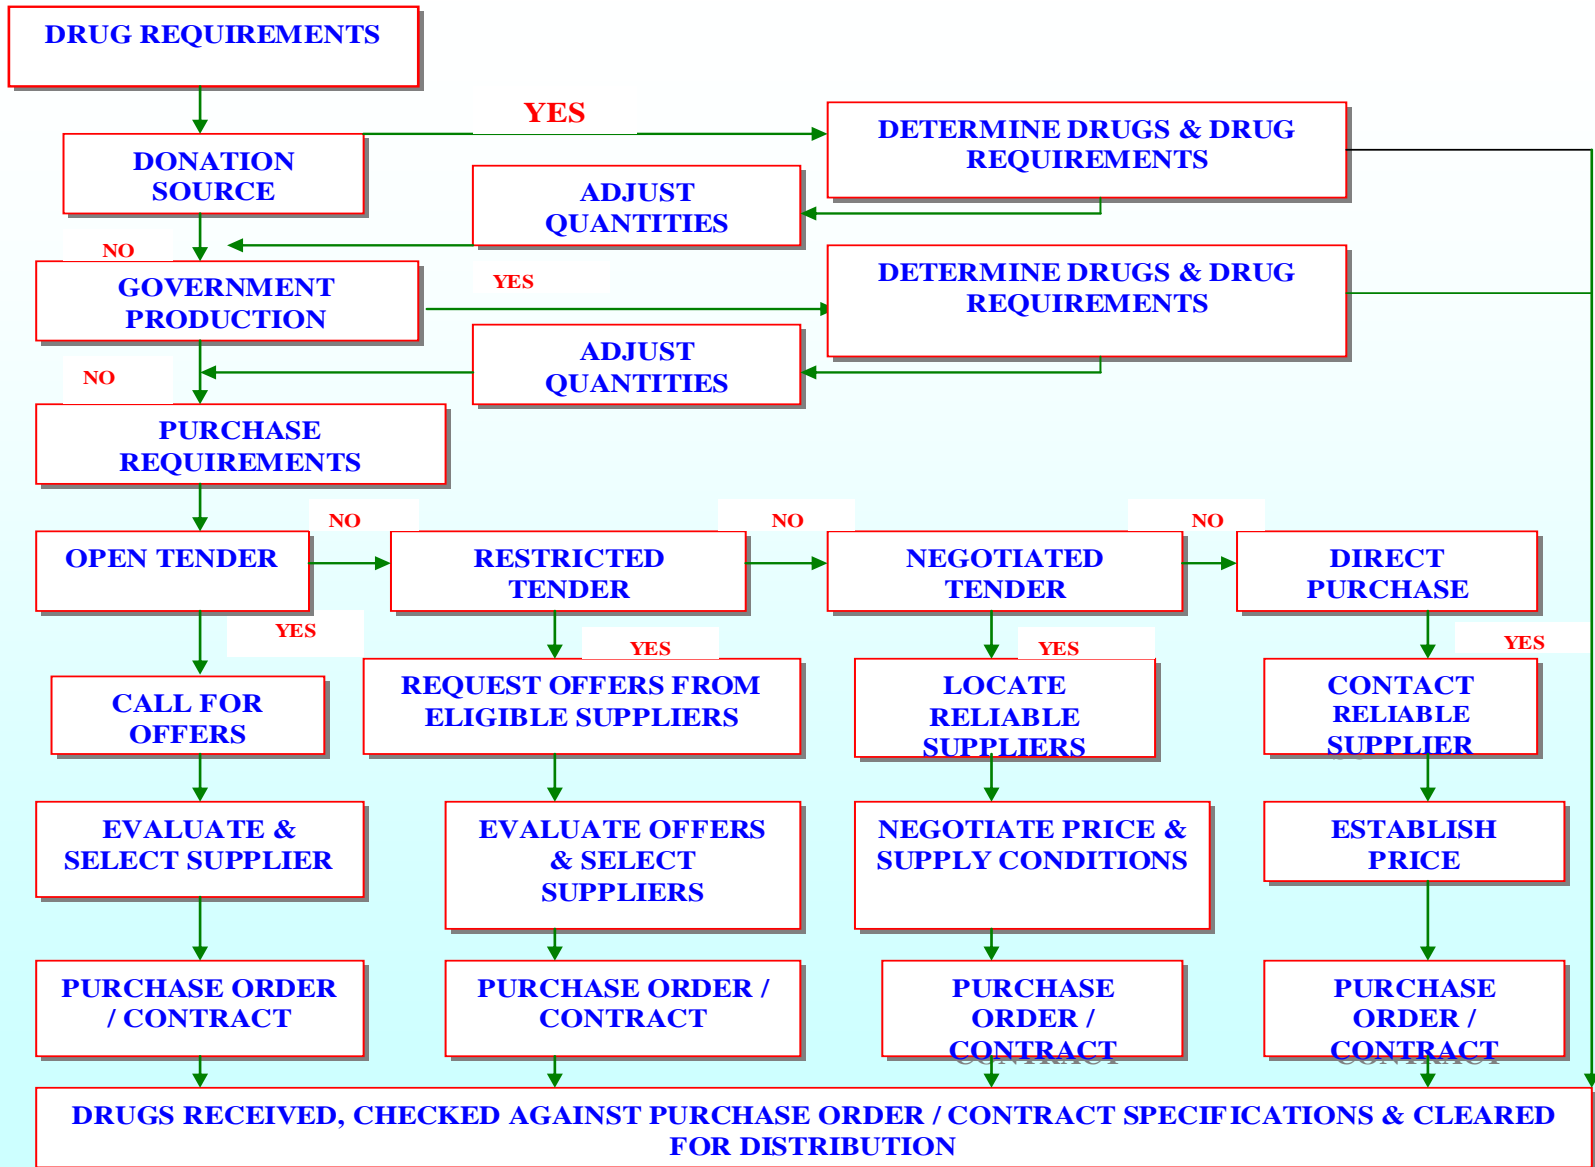 DRUG REQUIREMENTS
YES
DETERMINE DRUGS & DRUG
REQUIREMENTS
DONATION
SOURCE
ADJUST
QUANTITIES
NO
GOVERNMENT
PRODUCTION
YES
DETERMINE DRUGS & DRUG
REQUIREMENTS
ADJUST
QUANTITIES
NO
PURCHASE
REQUIREMENTS
OPEN TENDER
NO
RESTRICTED
TENDER
NO
NEGOTIATED
TENDER
NO
DIRECT
PURCHASE
YES
YES
YES
YES
CALL FOR
OFFERS
REQUEST OFFERS FROM
ELIGIBLE SUPPLIERS
LOCATE
RELIABLE
SUPPLIERS
CONTACT
RELIABLE
SUPPLIER
EVALUATE &
SELECT SUPPLIER
EVALUATE OFFERS
& SELECT
SUPPLIERS
NEGOTIATE PRICE &
SUPPLY CONDITIONS
ESTABLISH
PRICE
PURCHASE ORDER
/ CONTRACT
PURCHASE ORDER /
CONTRACT
PURCHASE
ORDER /
CONTRACT
PURCHASE
ORDER /
CONTRACT
DRUGS RECEIVED, CHECKED AGAINST PURCHASE ORDER / CONTRACT SPECIFICATIONS & CLEARED
FOR DISTRIBUTION